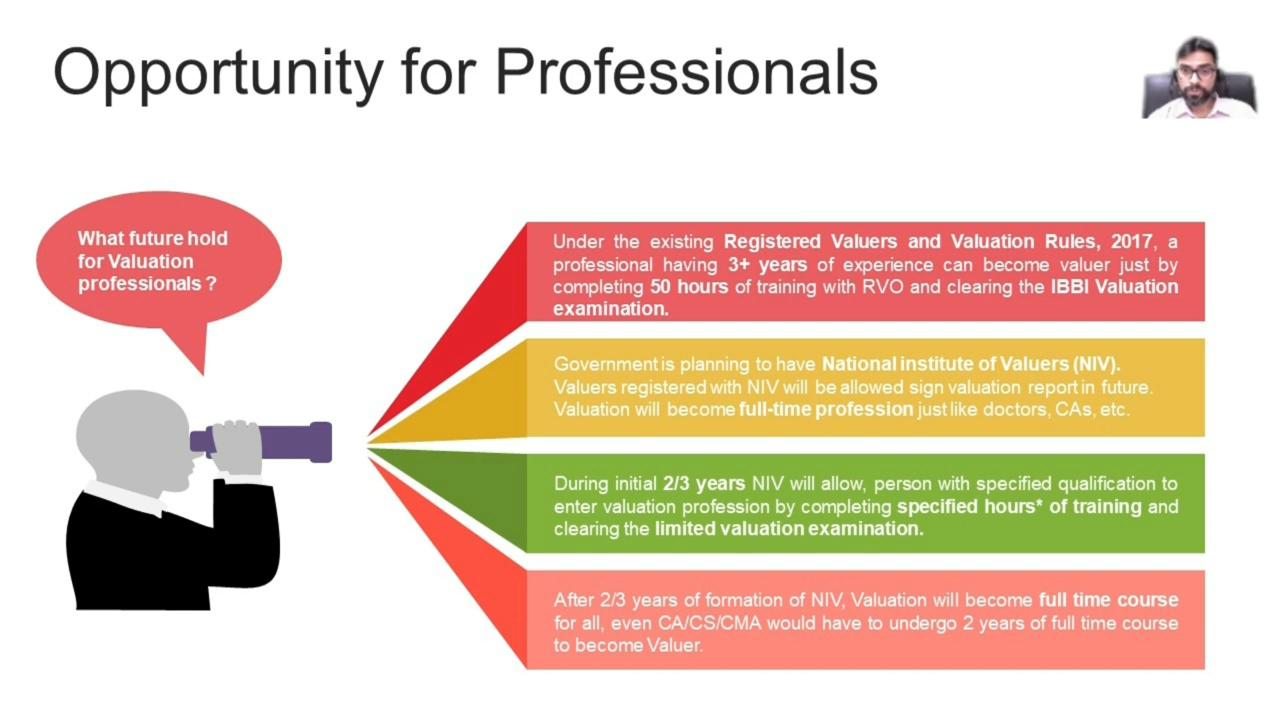 Opportunity for Professionals
What future hold
for Valuation
professionals ?
Under the existing Registered Valuers and Valuation Rules, 2017, a
professional having 3+ years of experience can become valuer just by
completing 50 hours of training with RVO and clearing the IBBI Valuation
examination.
Government is planning to have National institute of Valuers (NIV).
Valuers registered with NIV will be allowed sign valuation report in future.
Valuation will become full-time profession just like doctors, CAs, etc.
During initial 2/3 years NIV will allow, person with specified qualification to
enter valuation profession by completing specified hours* of training and
clearing the limited valuation examination.
After 2/3 years of formation of NIV, Valuation will become full time course
for all, even CA/CS/CMA would have to undergo 2 years of full time course
to become Valuer.